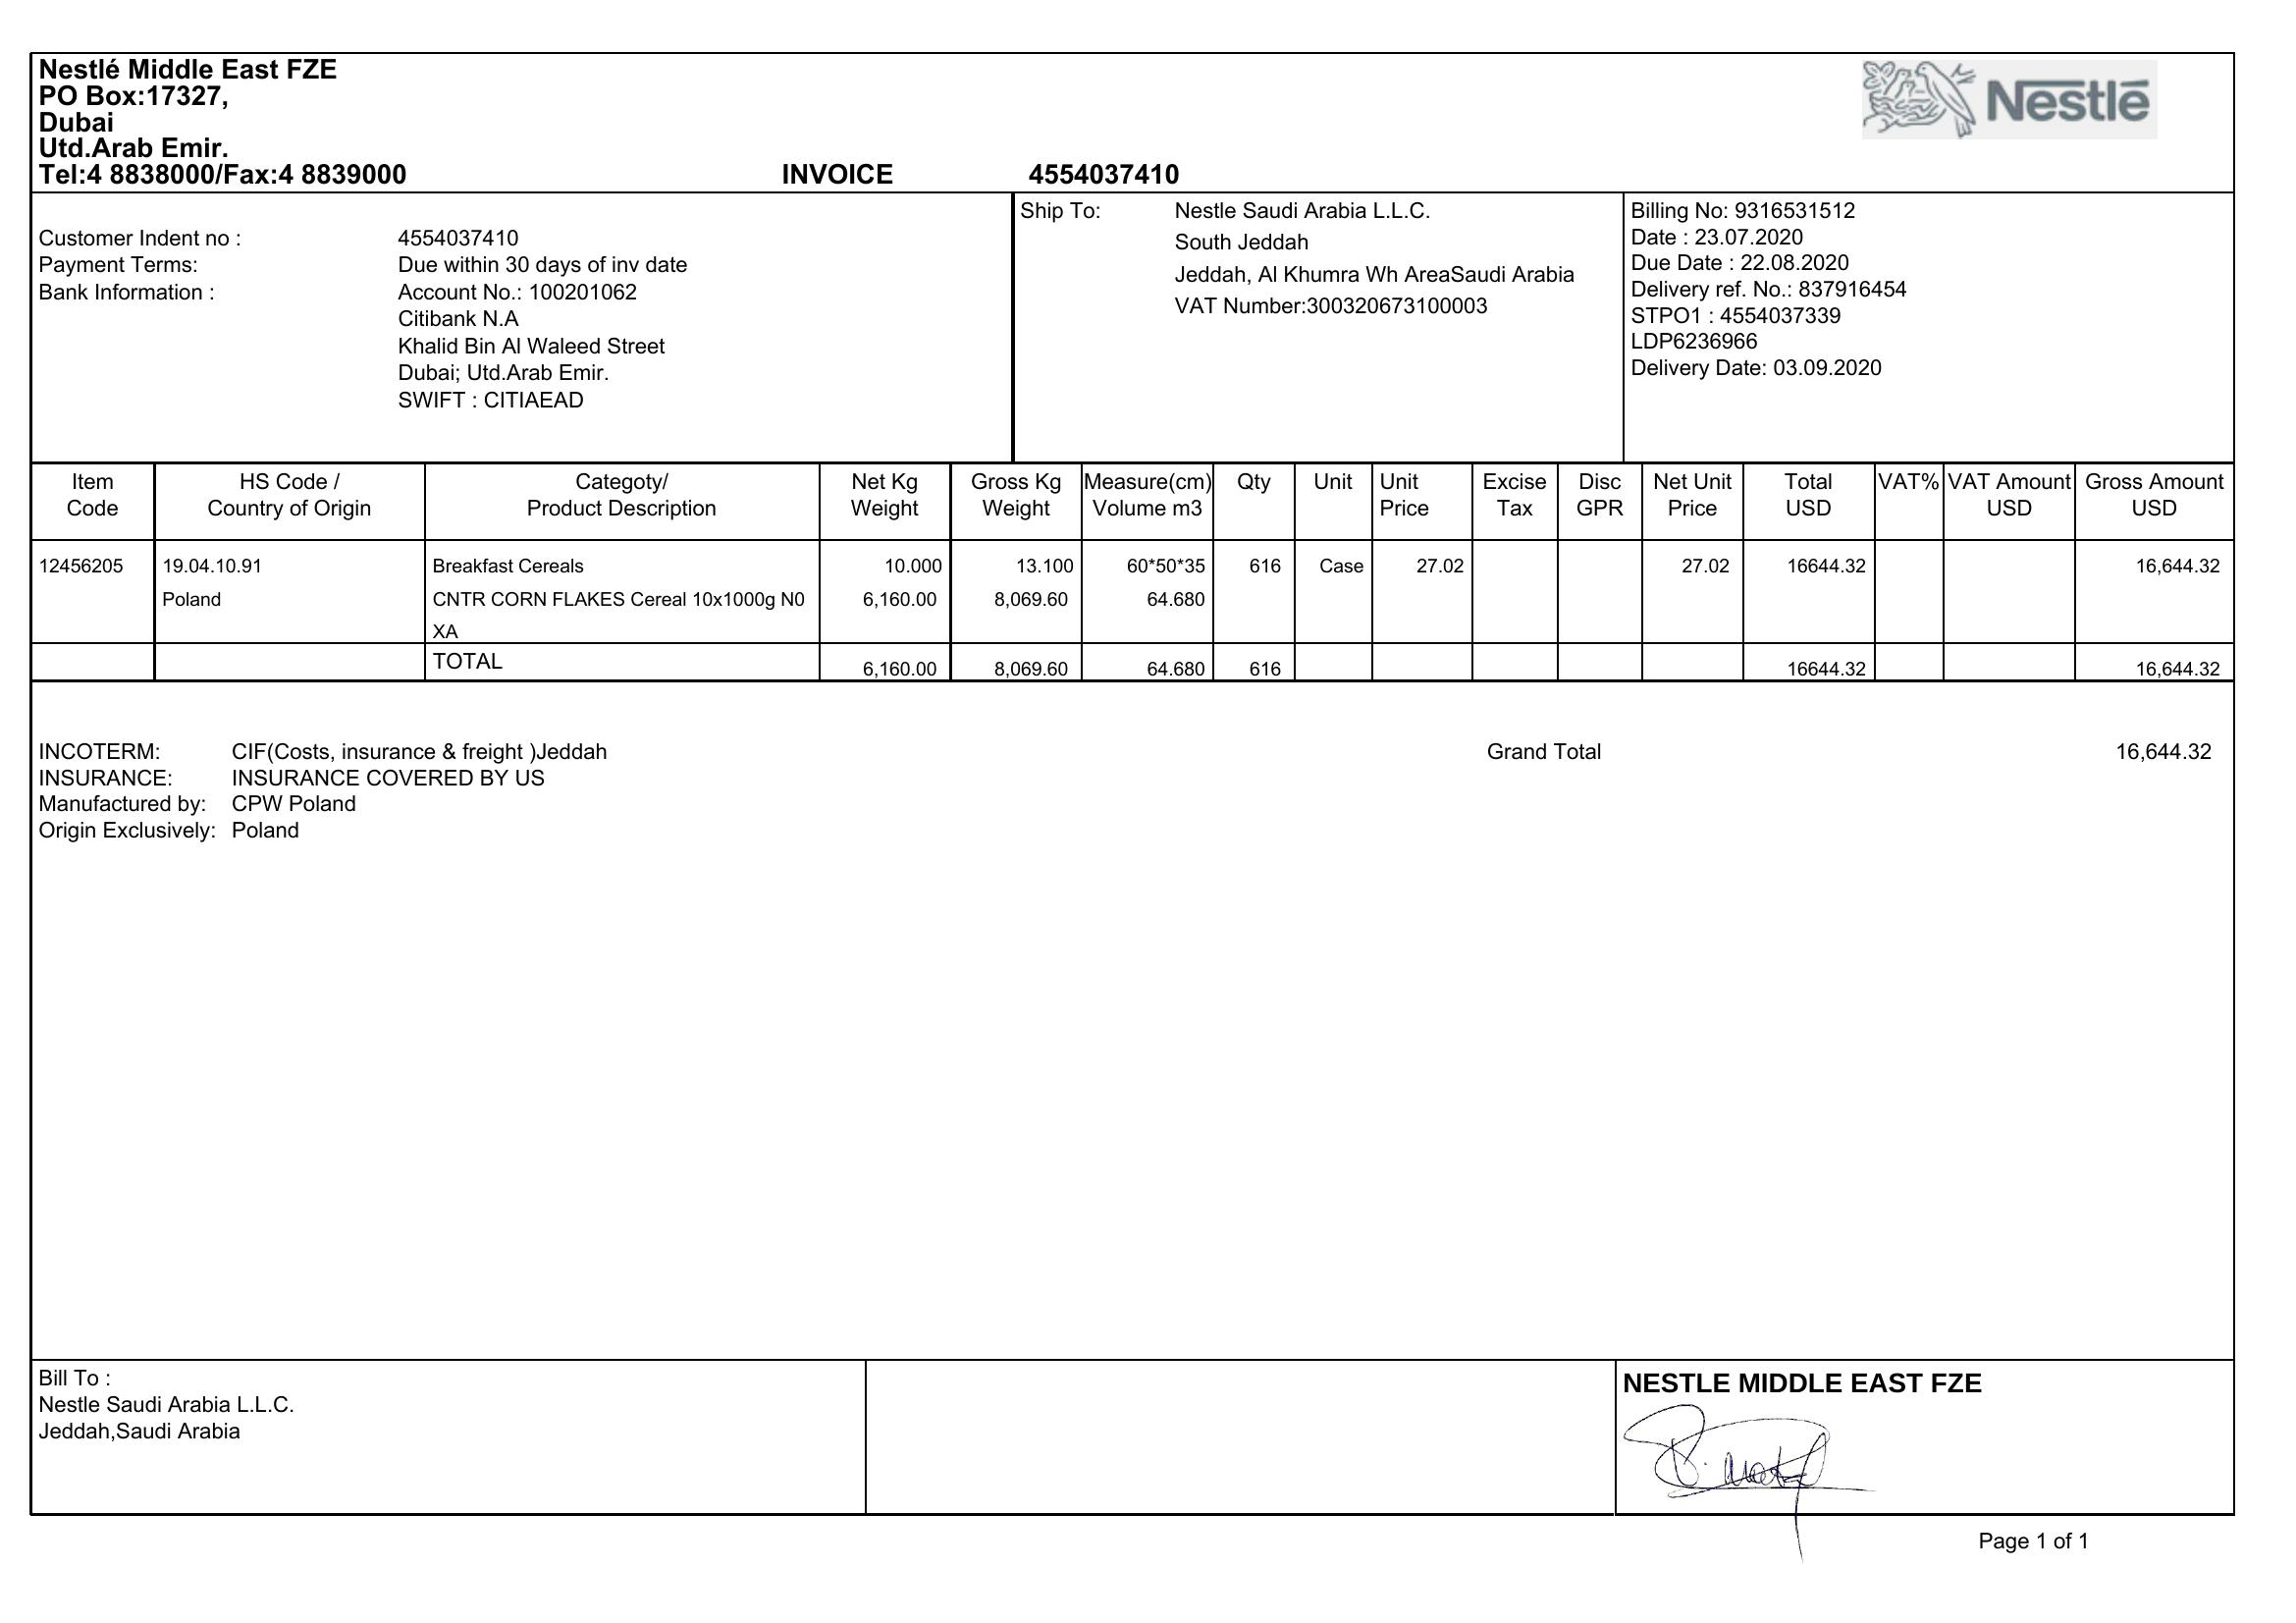 Nestlé Middle East FZE
PO Box:17327,
Dubai
Utd.Arab Emir.
Tel:4 8838000/Fax:4 8839000
INVOICE 4554037410
Nestlé
Customer Indent no : 4554037410
Payment Terms: Due within 30 days of inv date
Bank Information : Account No.: 100201062
Citibank N.A
Khalid Bin Al Waleed Street
Dubai; Utd.Arab Emir.
SWIFT : CITIAEAD
Ship To: Nestle Saudi Arabia L.L.C.
South Jeddah
Jeddah, Al Khumra Wh AreaSaudi Arabia
VAT Number:300320673100003
Billing No: 9316531512
Date : 23.07.2020
Due Date : 22.08.2020
Delivery ref. No.: 837916454
STPO1 : 4554037339
LDP6236966
Delivery Date: 03.09.2020
Item HS Code / Categoty/ Net Kg Gross Kg Measure(cm) Qty Unit Unit Excise Disc Net Unit Total VAT% VAT Amount Gross Amount
Code Country of Origin Product Description Weight Weight Volume m3 Price Tax GPR Price USD USD USD
12456205 19.04.10.91 Breakfast Cereals 10.000 13.100 60*50*35 616 Case 27.02 27.02 16644.32 16,644.32
Poland CNTR CORN FLAKES Cereal 10x1000g N0 6,160.00 8,069.60 64.680
XA
TOTAL 6,160.00 8,069.60 64.680 616 16644.32 16,644.32
INCOTERM: CIF(Costs, insurance & freight )Jeddah Grand Total 16,644.32
INSURANCE: INSURANCE COVERED BY US
Manufactured by: CPW Poland
Origin Exclusively: Poland
Bill To :
Nestle Saudi Arabia L.L.C.
Jeddah,Saudi Arabia
NESTLE MIDDLE EAST FZE
Page 1 of 1